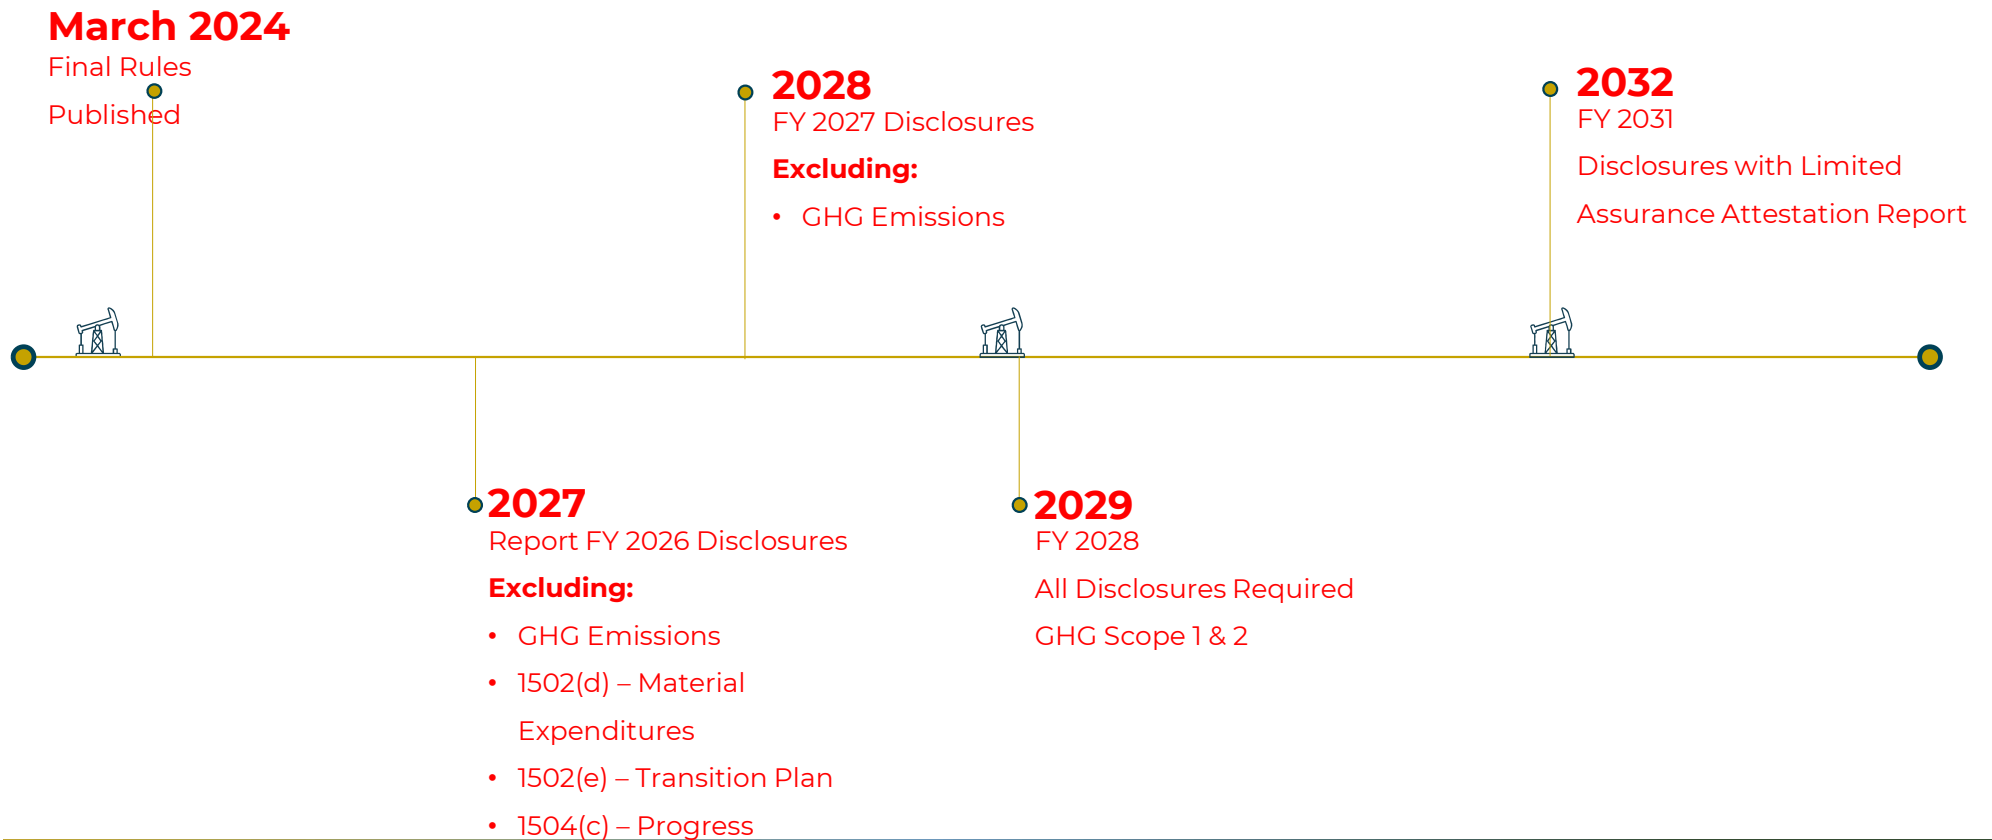 March 2024
Final Rules
Published
2028
FY 2027 Disclosures
Excluding:
• GHG Emissions
2032
FY 2031
Disclosures with Limited
Assurance Attestation Report
2027
Report FY 2026 Disclosures
Excluding:
• GHG Emissions
• 1502(d) – Material
Expenditures
• 1502(e) – Transition Plan
• 1504(c) – Progress
2029
FY 2028
All Disclosures Required
GHG Scope 1 & 2